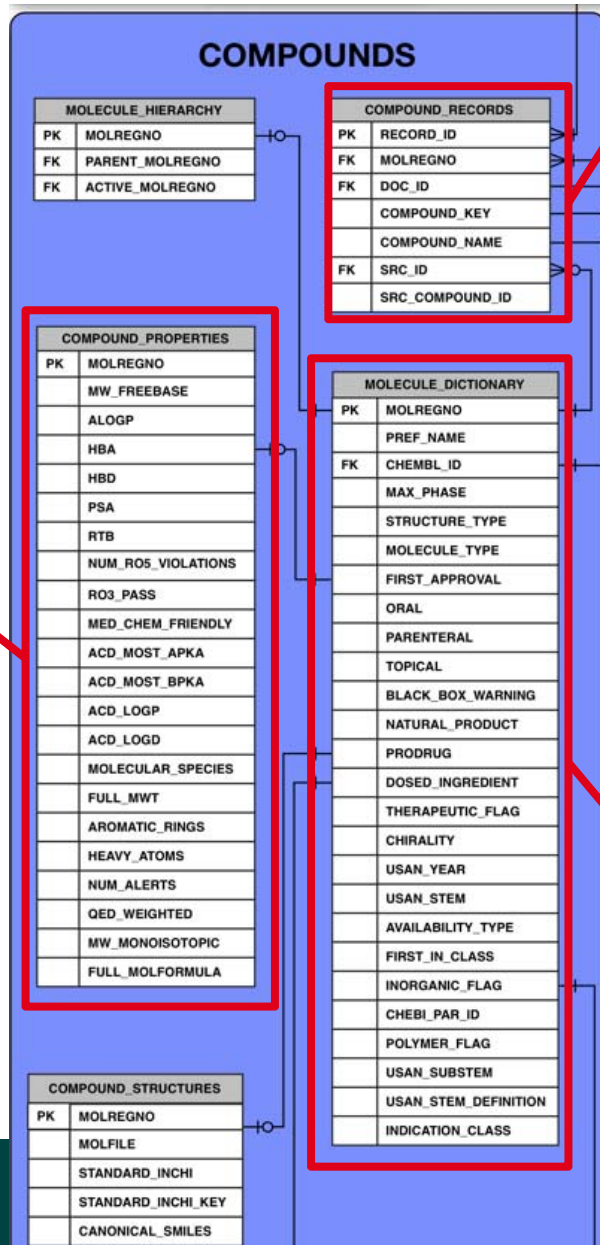 COMPOUNDS
MOLECULE_HIERARCHY
PK MOLREGNO
FK PARENT_MOLREGNO
FK ACTIVE_MOLREGNO
COMPOUND_RECORDS
PK RECORD_ID
FK MOLREGNO
FK DOC_ID
COMPOUND_KEY
COMPOUND_NAME
FK SRC_ID
SRC_COMPOUND_ID
COMPOUND_PROPERTIES
PK MOLREGNO
MW_FREEBASE
ALOGP
HBA
HBD
PSA
RTB
NUM_RO5_VIOLATIONS
RO3_PASS
MED_CHEM_FRIENDLY
ACD_MOST_APKA
ACD_MOST_BPKA
ACD_LOGP
ACD_LOGD
MOLECULAR_SPECIES
FULL_MWT
AROMATIC_RINGS
HEAVY_ATOMS
NUM_ALERTS
QED_WEIGHTED
MW_MONOISOTOPIC
FULL_MOLFORMULA
MOLECULE_DICTIONARY
PK MOLREGNO
PREF_NAME
FK CHEMBL_ID
MAX_PHASE
STRUCTURE_TYPE
MOLECULE_TYPE
FIRST_APPROVAL
ORAL
PARENTERAL
TOPICAL
BLACK_BOX_WARNING
NATURAL_PRODUCT
PRODRUG
DOSED_INGREDIENT
THERAPEUTIC_FLAG
CHIRALITY
USAN_YEAR
USAN_STEM
AVAILABILITY_TYPE
FIRST_IN_CLASS
INORGANIC_FLAG
CHEBI_PAR_ID
POLYMER_FLAG
USAN_SUBSTEM
USAN_STEM_DEFINITION
INDICATION_CLASS
COMPOUND_STRUCTURES
PK MOLREGNO
MOLFILE
STANDARD_INCHI
STANDARD_INCHI_KEY
CANONICAL_SMILES